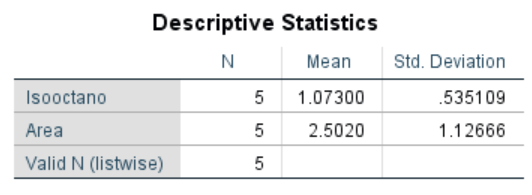 Descriptive Statistics
N Mean Std. Deviation
Isooctano 5 1.07300 .535109
Area 5 2.5020 1.12666
Valid N (listwise) 5